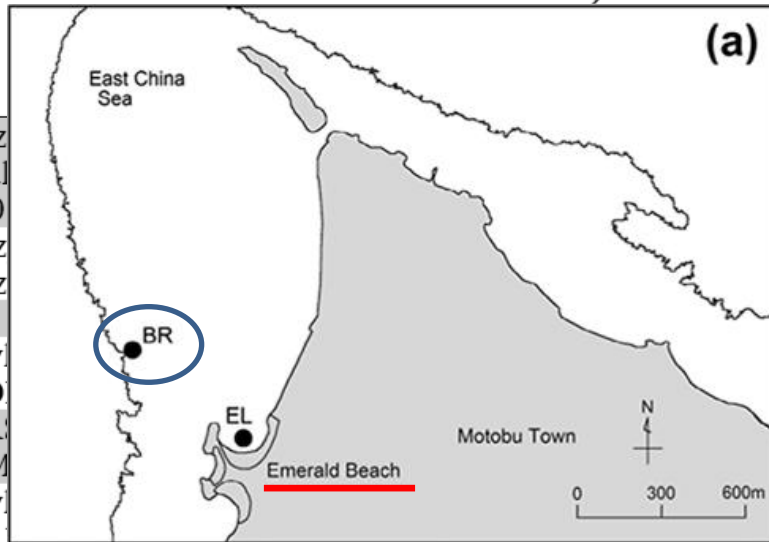 (a)
East China
Sea
BR
EL
Motobu Town
Emerald Beach
N
0 300 600m